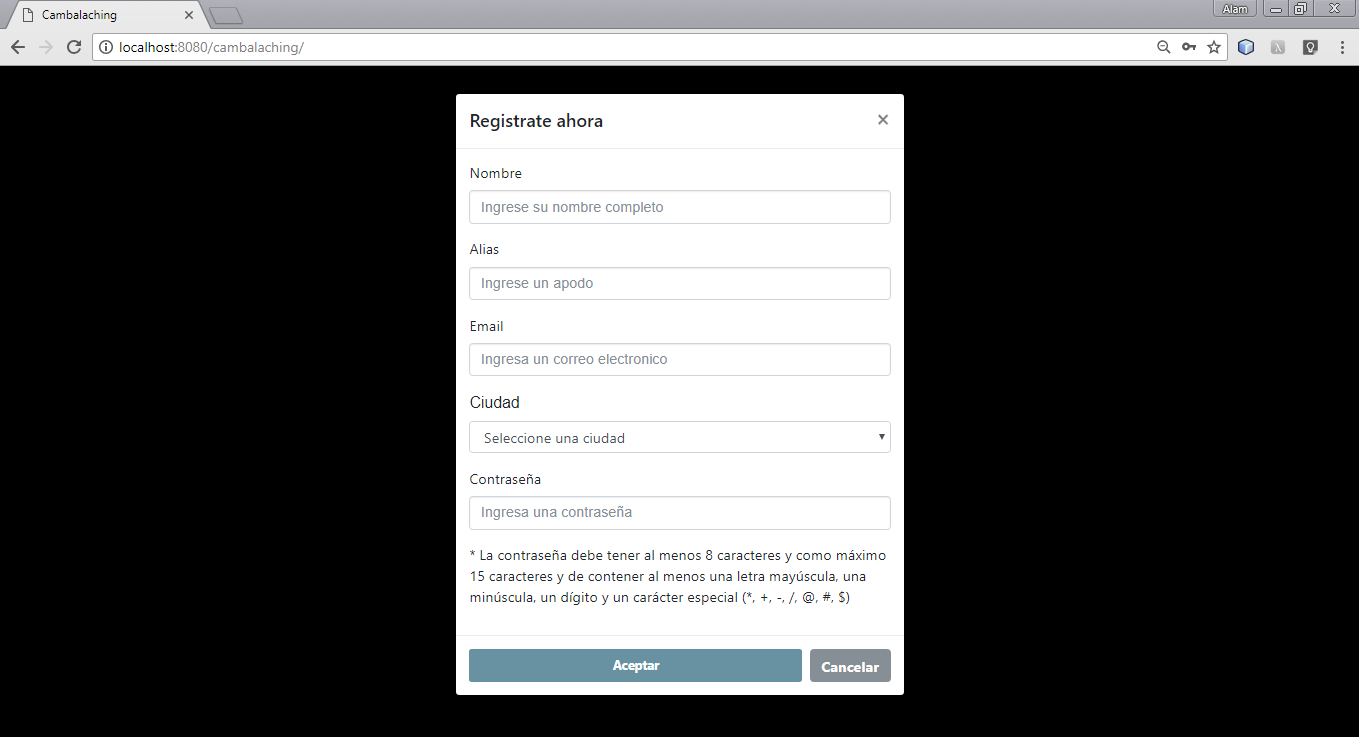 Cambalaching
Alam
localhost:8080/cambalaching/
Registrate ahora
×
Nombre
Ingrese su nombre completo
Alias
Ingrese un apodo
Email
Ingresa un correo electronico
Ciudad
Seleccione una ciudad
Contraseña
Ingresa una contraseña
* La contraseña debe tener al menos 8 caracteres y como máximo
15 caracteres y de contener al menos una letra mayúscula, una
minúscula, un dígito y un carácter especial (*, +, -, /, @, #, $)
Aceptar
Cancelar